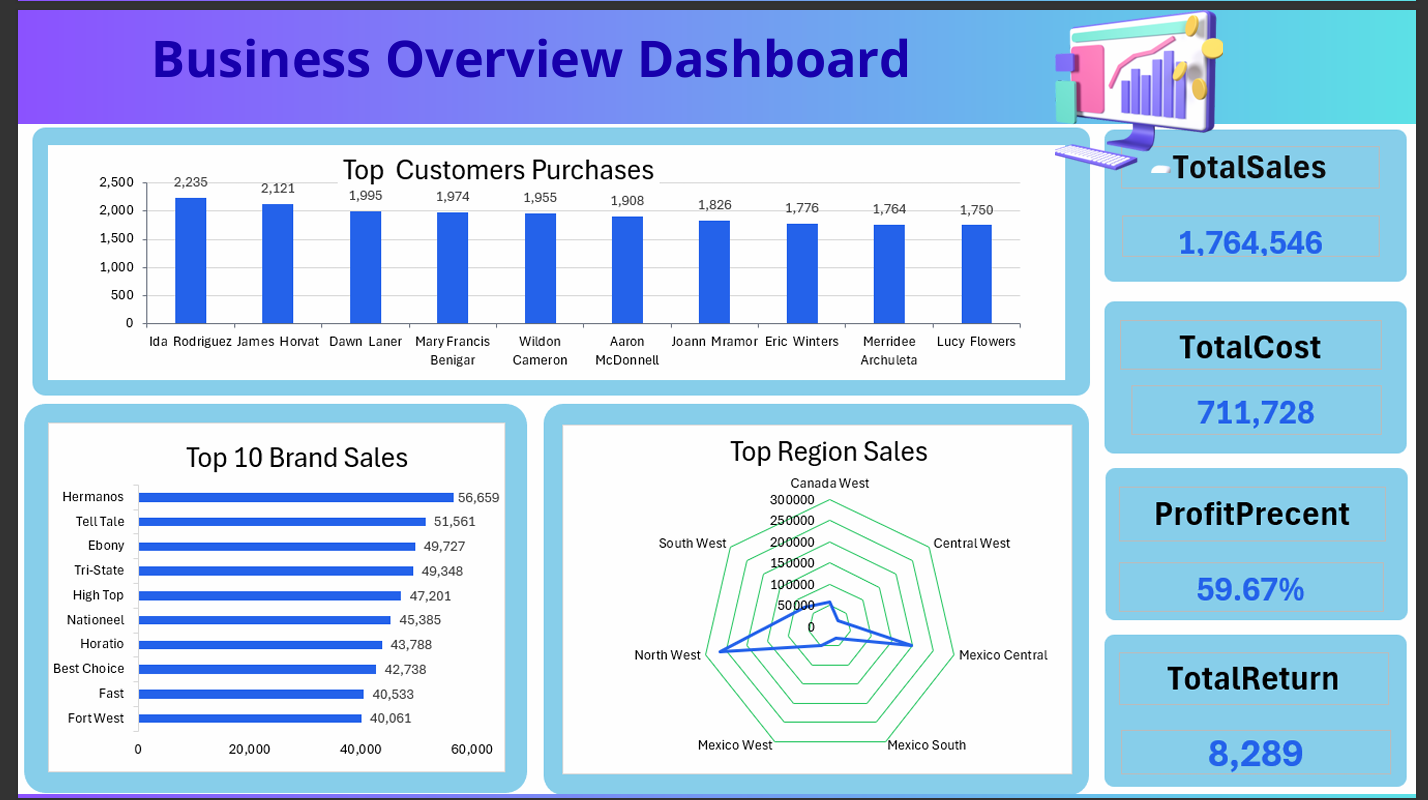 Business Overview Dashboard
Top Customers Purchases
2,500
2,000
1,500
1,000
500
0
2,235
2,121
1,995
1,974
1,955
1,908
1,826
1,776
1,764
1,750
Ida Rodriguez
James Horvat
Dawn Laner
Mary Francis
Benigar
Wildon
Cameron
Aaron
McDonnell
Joann Mramor
Eric Winters
Merridee
Archuleta
Lucy Flowers
TotalSales
1,764,546
TotalCost
711,728
ProfitPrecent
59.67%
TotalReturn
8,289
Top 10 Brand Sales
Hermanos 56,659
Tell Tale 51,561
Ebony 49,727
Tri-State 49,348
High Top 47,201
Nationeel 45,385
Horatio 43,788
Best Choice 42,738
Fast 40,533
Fort West 40,061
0 20,000 40,000 60,000
Top Region Sales
Canada West
300000
250000
200000
150000
100000
50000
0
South West
Central West
North West
Mexico Central
Mexico West
Mexico South